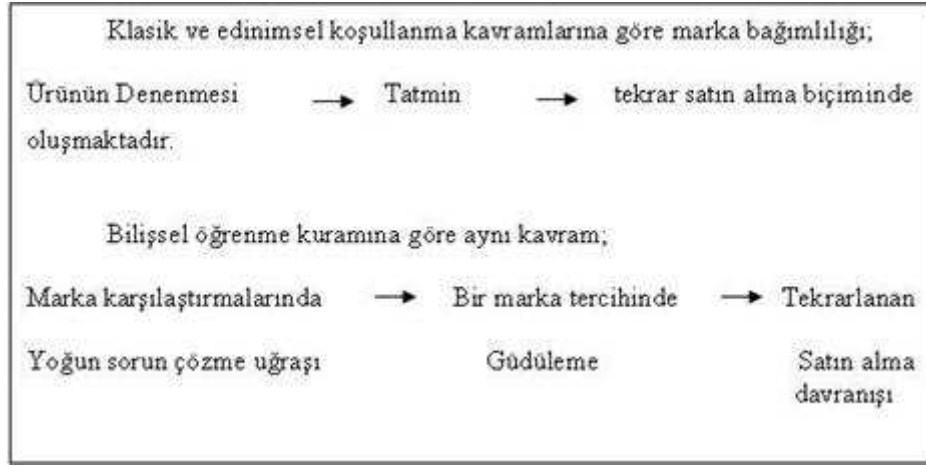 Klasik ve edinimsel koşullanma kavramlarına göre marka bağımlılığı;
Ürünün Denenmesi → Tatmin → tekrar satın alma biçiminde
oluşmaktadır.
Bilişsel öğrenme kuramına göre aynı kavram;
Marka karşılaştırmalarında → Bir marka tercihinde → Tekrarlanan
Yoğun sorun çözme uğraşı Güdüleme Satın alma
davranışı